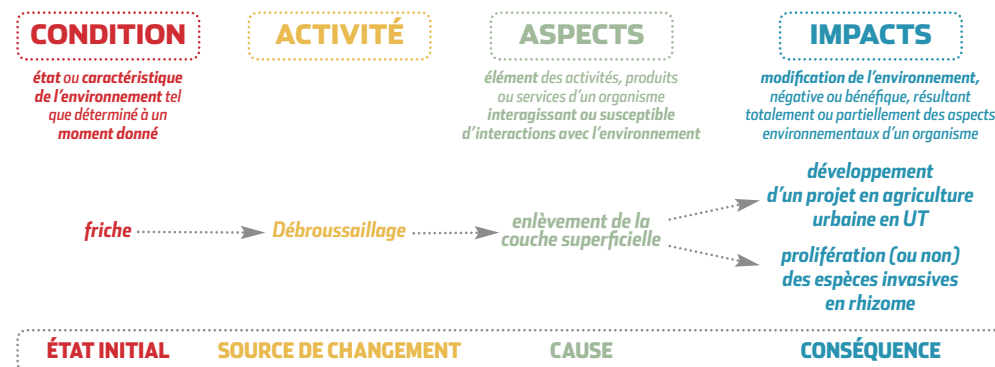 CONDITION
état ou caractéristique
de l'environnement tel
que déterminé à un
moment donné
ACTIVITÉ
ASPECTS
élément des activités, produits
ou services d'un organisme
interagissant ou susceptible
d'interactions avec l'environnement
IMPACTS
modification de l'environnement,
négative ou bénéfique, résultant
totalement ou partiellement des aspects
environnementaux d'un organisme
friche
Débroussaillage
enlèvement de la
couche superficielle
développement
d'un projet en agriculture
urbaine en UT
prolifération (ou non)
des espèces invasives
en rhizome
ÉTAT INITIAL
SOURCE DE CHANGEMENT
CAUSE
CONSÉQUENCE